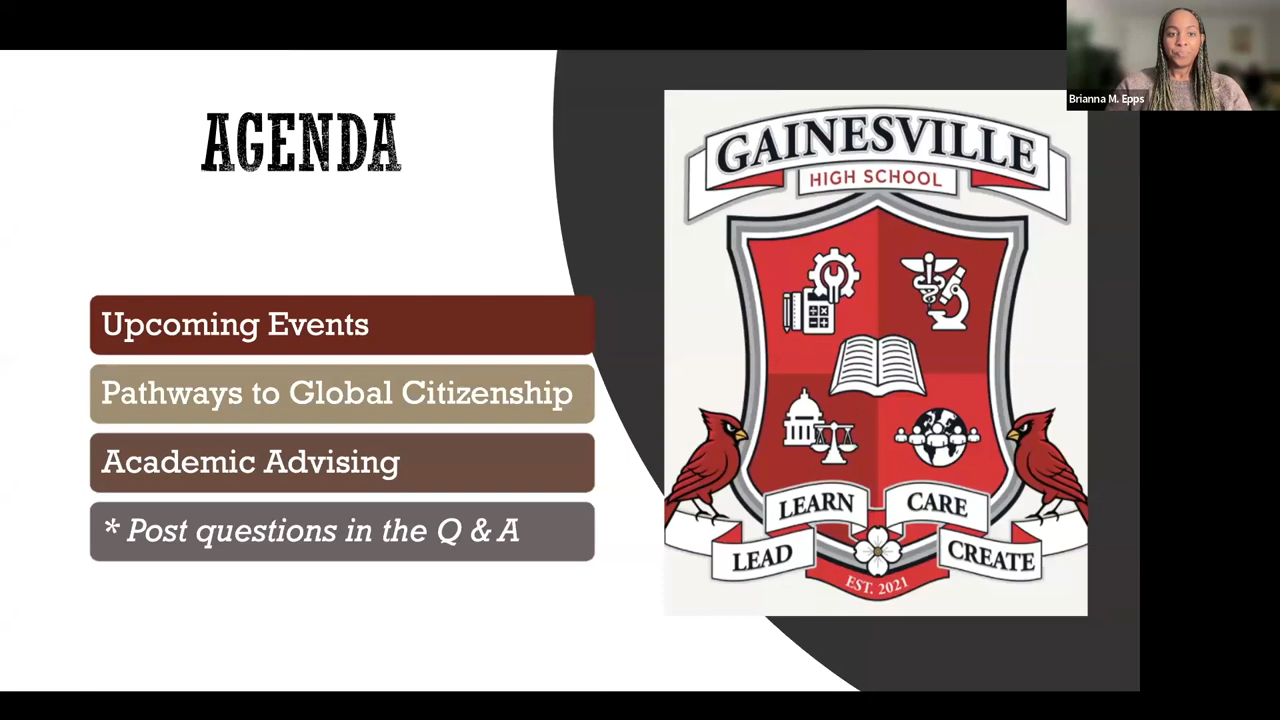 AGENDA
Upcoming Events
Pathways to Global Citizenship
Academic Advising
* Post questions in the Q & A
GAINESVILLE
HIGH SCHOOL
LEARN
CARE
LEAD
CREATE
EST. 2021
Brianna M. Epps